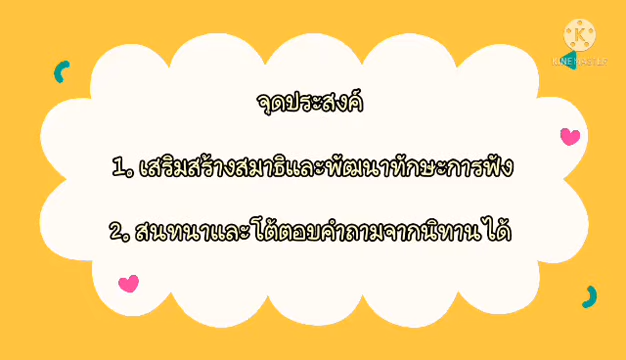 KINEMASTER
จุดประสงค์
1. เสริมสร้างสมาธิและพัฒนาทักษะการฟัง
2. สนทนาและโต้ตอบคำถามจากนิทานได้